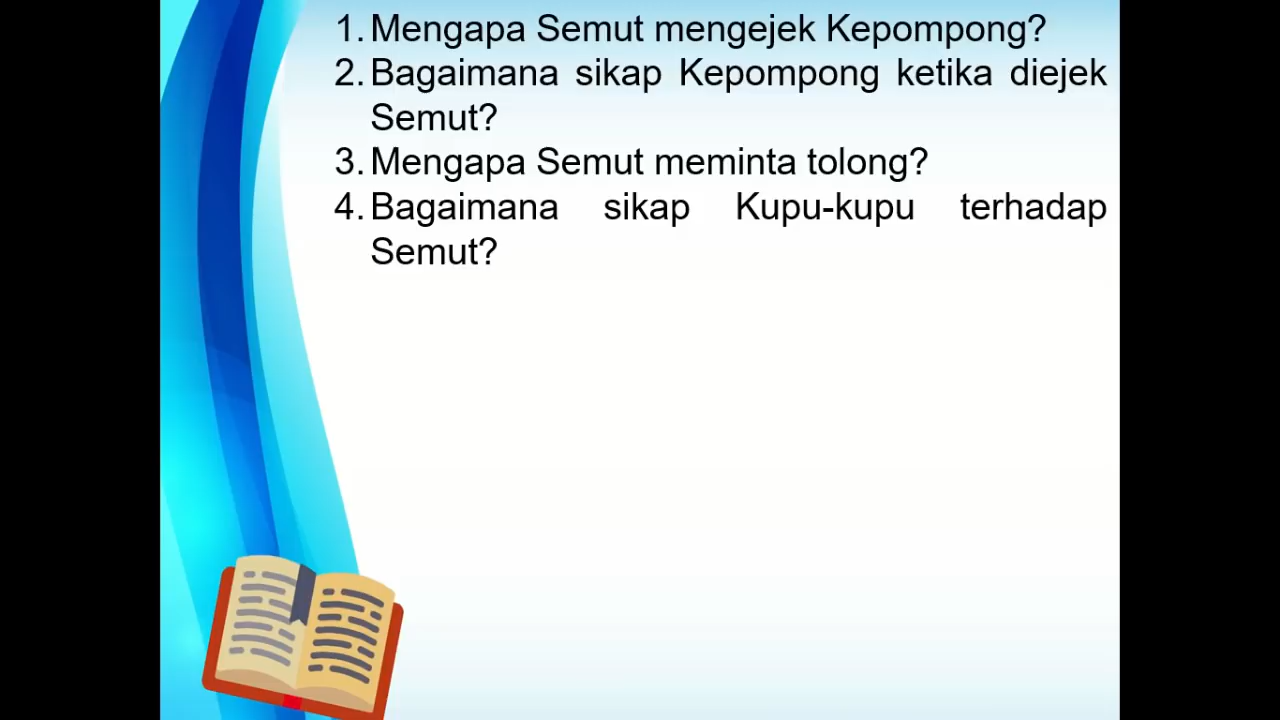 1. Mengapa Semut mengejek Kepompong?
2. Bagaimana sikap Kepompong ketika diejek
Semut?
3. Mengapa Semut meminta tolong?
4. Bagaimana sikap Kupu-kupu terhadap
Semut?